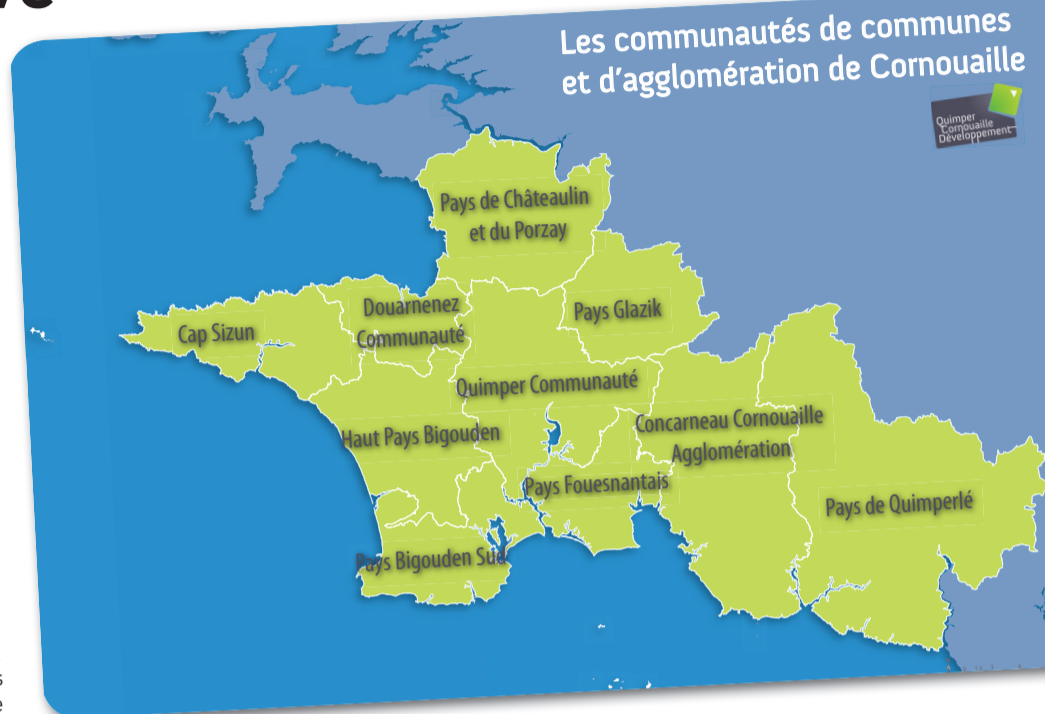 Les communautés de communes
et d'agglomération de Cornouaille
Quimper
Cornouaille
Développement
Pays de Châteaulin
et du Porzay
Douarnenez
Communauté
Pays Glazik
Cap Sizun
Quimper Communauté
Haut Pays Bigouden
Concarneau Cornouaille
Agglomération
Pays Fouesnantais
Pays de Quimperlé
Pays Bigouden Sud